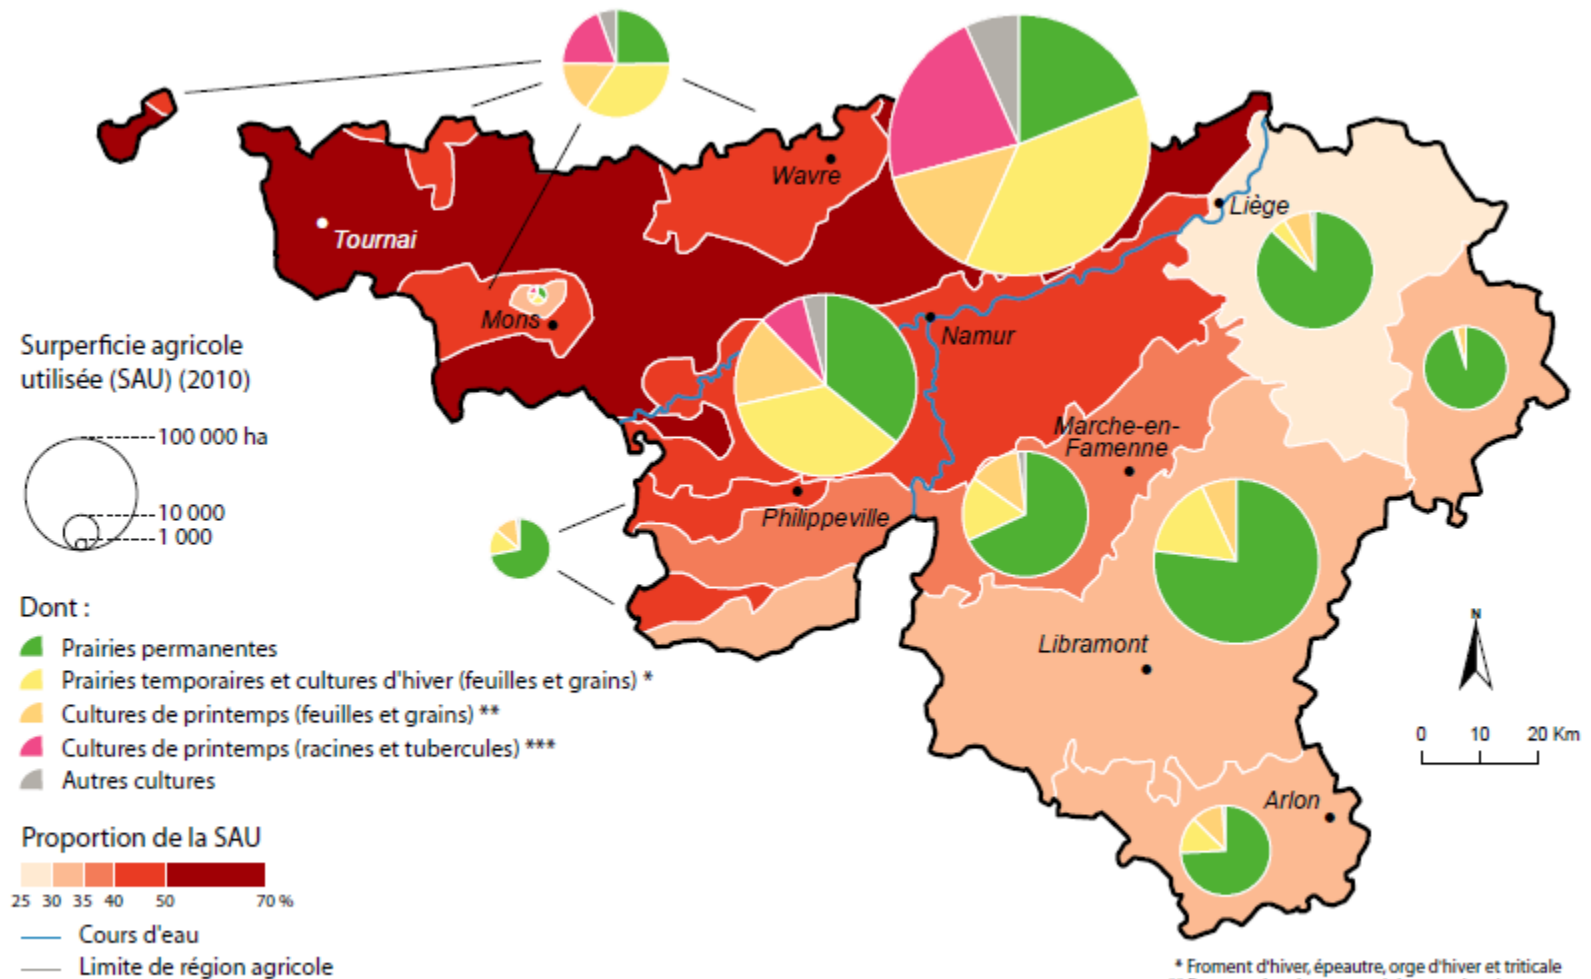 Wavre
Liège
Tournai
Mons
Namur
Surperficie agricole
utilisée (SAU) (2010)
100 000 ha
10 000
1 000
Marche-en-
Famenne
Philippeville
Dont :
Prairies permanentes
Prairies temporaires et cultures d'hiver (feuilles et grains) *
Cultures de printemps (feuilles et grains) **
Cultures de printemps (racines et tubercules) ***
Autres cultures
Libramont
N
0 10 20 Km
Arlon
Proportion de la SAU
25 30 35 40 50 70 %
Cours d'eau
Limite de région agricole
* Froment d'hiver, épeautre, orge d'hiver et triticale